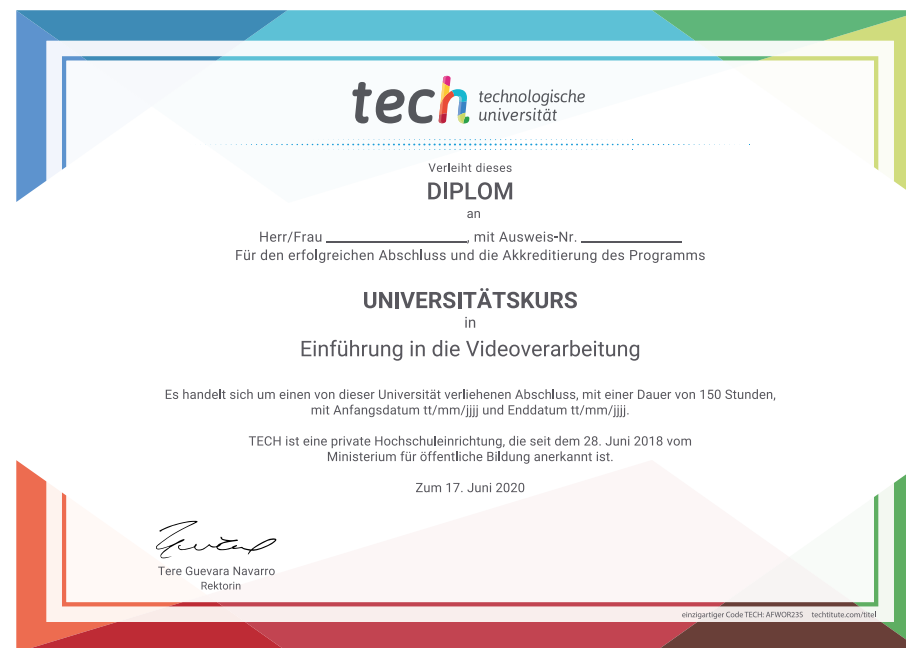 tech technologische
universität
Verleiht dieses
DIPLOM
an
Herr/Frau ____________________, mit Ausweis-Nr. ______________
Für den erfolgreichen Abschluss und die Akkreditierung des Programms
UNIVERSITÄTSKURS
in
Einführung in die Videoverarbeitung
Es handelt sich um einen von dieser Universität verliehenen Abschluss, mit einer Dauer von 150 Stunden,
mit Anfangsdatum tt/mm/jjjj und Enddatum tt/mm/jjjj.
TECH ist eine private Hochschuleinrichtung, die seit dem 28. Juni 2018 vom
Ministerium für öffentliche Bildung anerkannt ist.
Zum 17. Juni 2020
Tere Guevara Navarro
Rektorin
einzigartiger Code TECH: AFWOR23S techtitute.com/titel